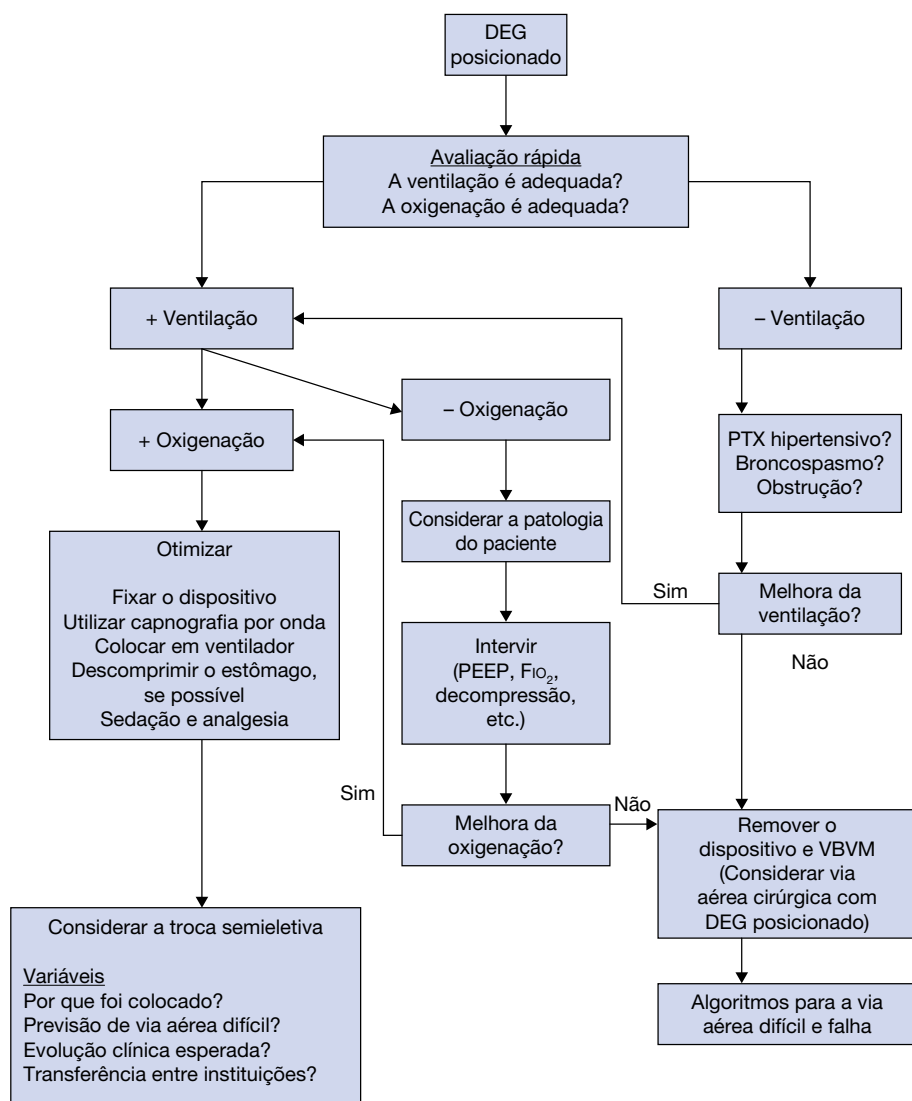 DEG
posicionado
Avaliação rápida
A ventilação é adequada?
A oxigenação é adequada?
+ Ventilação
– Ventilação
– Oxigenação
+ Oxigenação
PTX hipertensivo?
Broncospasmo?
Obstrução?
Considerar a patologia
do paciente
Otimizar
Fixar o dispositivo
Utilizar capnografia por onda
Colocar em ventilador
Descomprimir o estômago,
se possível
Sedação e analgesia
Sim
Melhora da
ventilação?
Não
Intervir
(PEEP, FIO2,
decompressão,
etc.)
Sim
Melhora da
oxigenação?
Não
Remover o
dispositivo e VBVM
(Considerar via
aérea cirúrgica com
DEG posicionado)
Considerar a troca semieletiva
Variáveis
Por que foi colocado?
Previsão de via aérea difícil?
Evolução clínica esperada?
Transferência entre instituições?
Algoritmos para a via
aérea difícil e falha